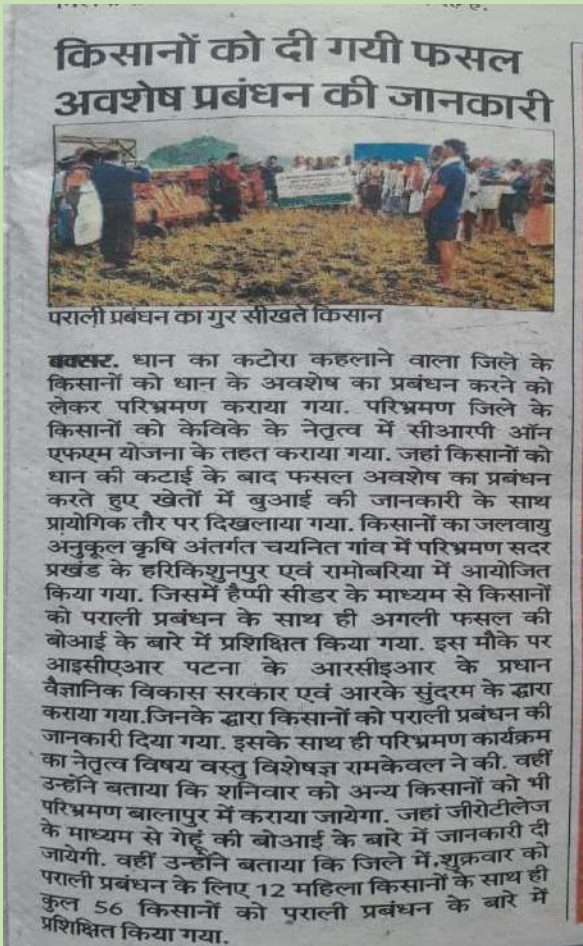 किसानों को दी गयी फसल
अवशेष प्रबंधन की जानकारी
पराली प्रबंधन का गुर सीखते किसान
बक्सर. धान का कटोरा कहलाने वाला जिले के
किसानों को धान के अवशेष का प्रबंधन करने को
लेकर परिभ्रमण कराया गया. परिभ्रमण जिले के
किसानों को केविके के नेतृत्व में सीआरपी ऑन
एफएम योजना के तहत कराया गया. जहां किसानों को
धान की कटाई के बाद फसल अवशेष का प्रबंधन
करते हुए खेतों में बुआई की जानकारी के साथ
प्रायोगिक तौर पर दिखलाया गया. किसानों का जलवायु
अनुकूल कृषि अंतर्गत चयनित गांव में परिभ्रमण सदर
प्रखंड के हरिकिशुनपुर एवं रामोबरिया में आयोजित
किया गया. जिसमें हैप्पी सीडर के माध्यम से किसानों
को पराली प्रबंधन के साथ ही अगली फसल की
बोआई के बारे में प्रशिक्षित किया गया. इस मौके पर
आइसीएआर पटना के आरसीइआर के प्रधान
वैज्ञानिक विकास सरकार एवं आरके सुंदरम के द्वारा
कराया गया.जिनके द्वारा किसानों को पराली प्रबंधन की
जानकारी दिया गया. इसके साथ ही परिभ्रमण कार्यक्रम
का नेतृत्व विषय वस्तु विशेषज्ञ रामकेवल ने की. वहीं
उन्होंने बताया कि शनिवार को अन्य किसानों को भी
परिभ्रमण बालापुर में कराया जायेगा. जहां जीरोटीलेज
के माध्यम से गेहूं की बोआई के बारे में जानकारी दी
जायेगी. वहीं उन्होंने बताया कि जिले में,शुक्रवार को
पराली प्रबंधन के लिए 12 महिला किसानों के साथ ही
कुल 56 किसानों को पराली प्रबंधन के बारे में
प्रशिक्षित किया गया.